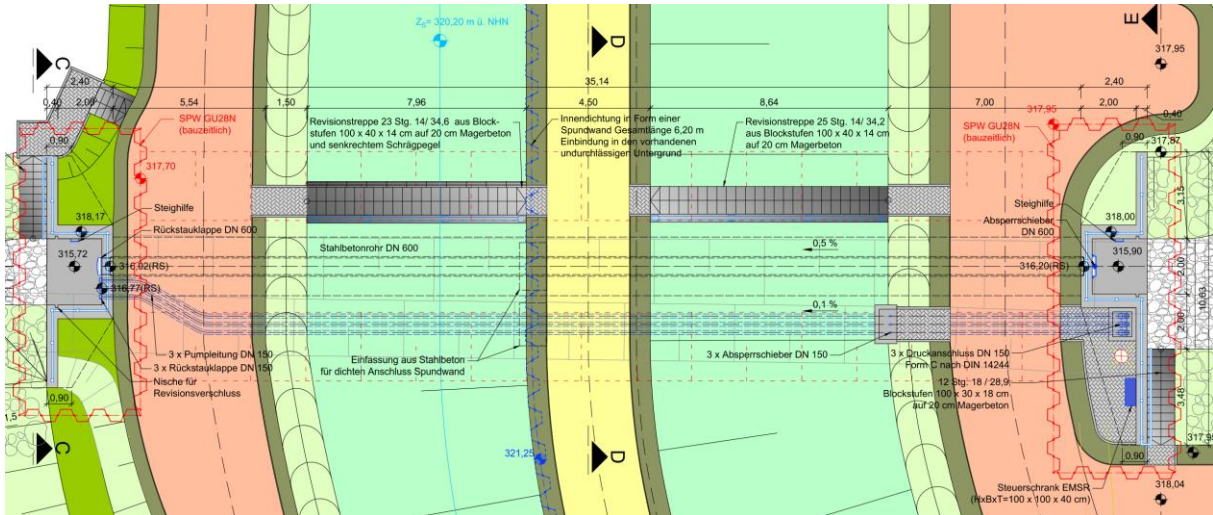 Zₛ= 320,20 m ü. NHN
C
D
E
317,95
2,40
35,14
2,40
0,40
2,00
5,54
1,50
7,96
4,50
8,64
7,00
2,00
0,40
0,90
SPW GU28N
(bauzeitlich)
Revisionstreppe 23 Stg. 14/ 34,6 aus Block-
stufen 100 x 40 x 14 cm auf 20 cm Magerbeton
und senkrechtem Schrägpegel
Innendichtung in Form einer
Spundwand Gesamtlänge 6,20 m
Einbindung in den vorhandenen
undurchlässigen Untergrund
Revisionstreppe 25 Stg. 14/ 34,2
aus Blockstufen 100 x 40 x 14 cm
auf 20 cm Magerbeton
317,95
SPW GU28N
(bauzeitlich)
0,90
317,87
317,70
3,15
Steighilfe
318,17
Rückstauklappe DN 600
Steighilfe
Absperrschieber
DN 600
318,00
315,72
316,02(RS)
316,77(RS)
Stahlbetonrohr DN 600
0,5 %
316,20(RS)
315,90
2,00
10,63
0,1 %
2,00
3 x Pumpleitung DN 150
3 x Rückstauklappe DN 150
Nische für
Revisionsverschluss
Einfassung aus Stahlbeton
für dichten Anschluss Spundwand
3 x Absperrschieber DN 150
3 x Druckanschluss DN 150
Form C nach DIN 14244
12 Stg. 18 / 28,9
Blockstufen 100 x 30 x 18 cm
auf 20 cm Magerbeton
3,48
0,90
1,5
C
321,25
D
0,90
317,95
Steuerschrank EMSR
(HxBxT=100 x 100 x 40 cm)
318,04